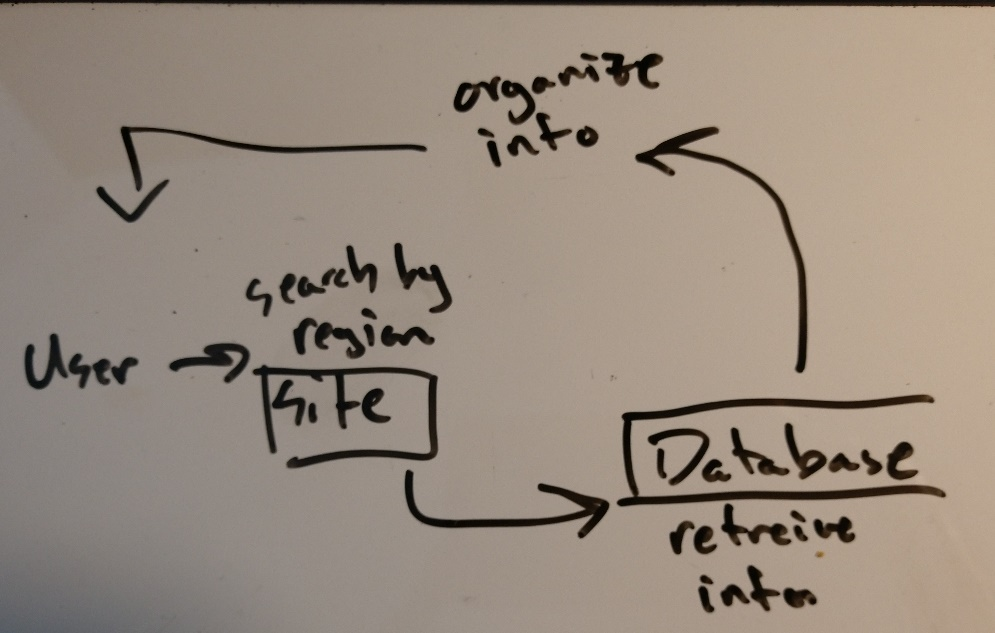 organize
info
search by
region
User
site
Database
retreive
info